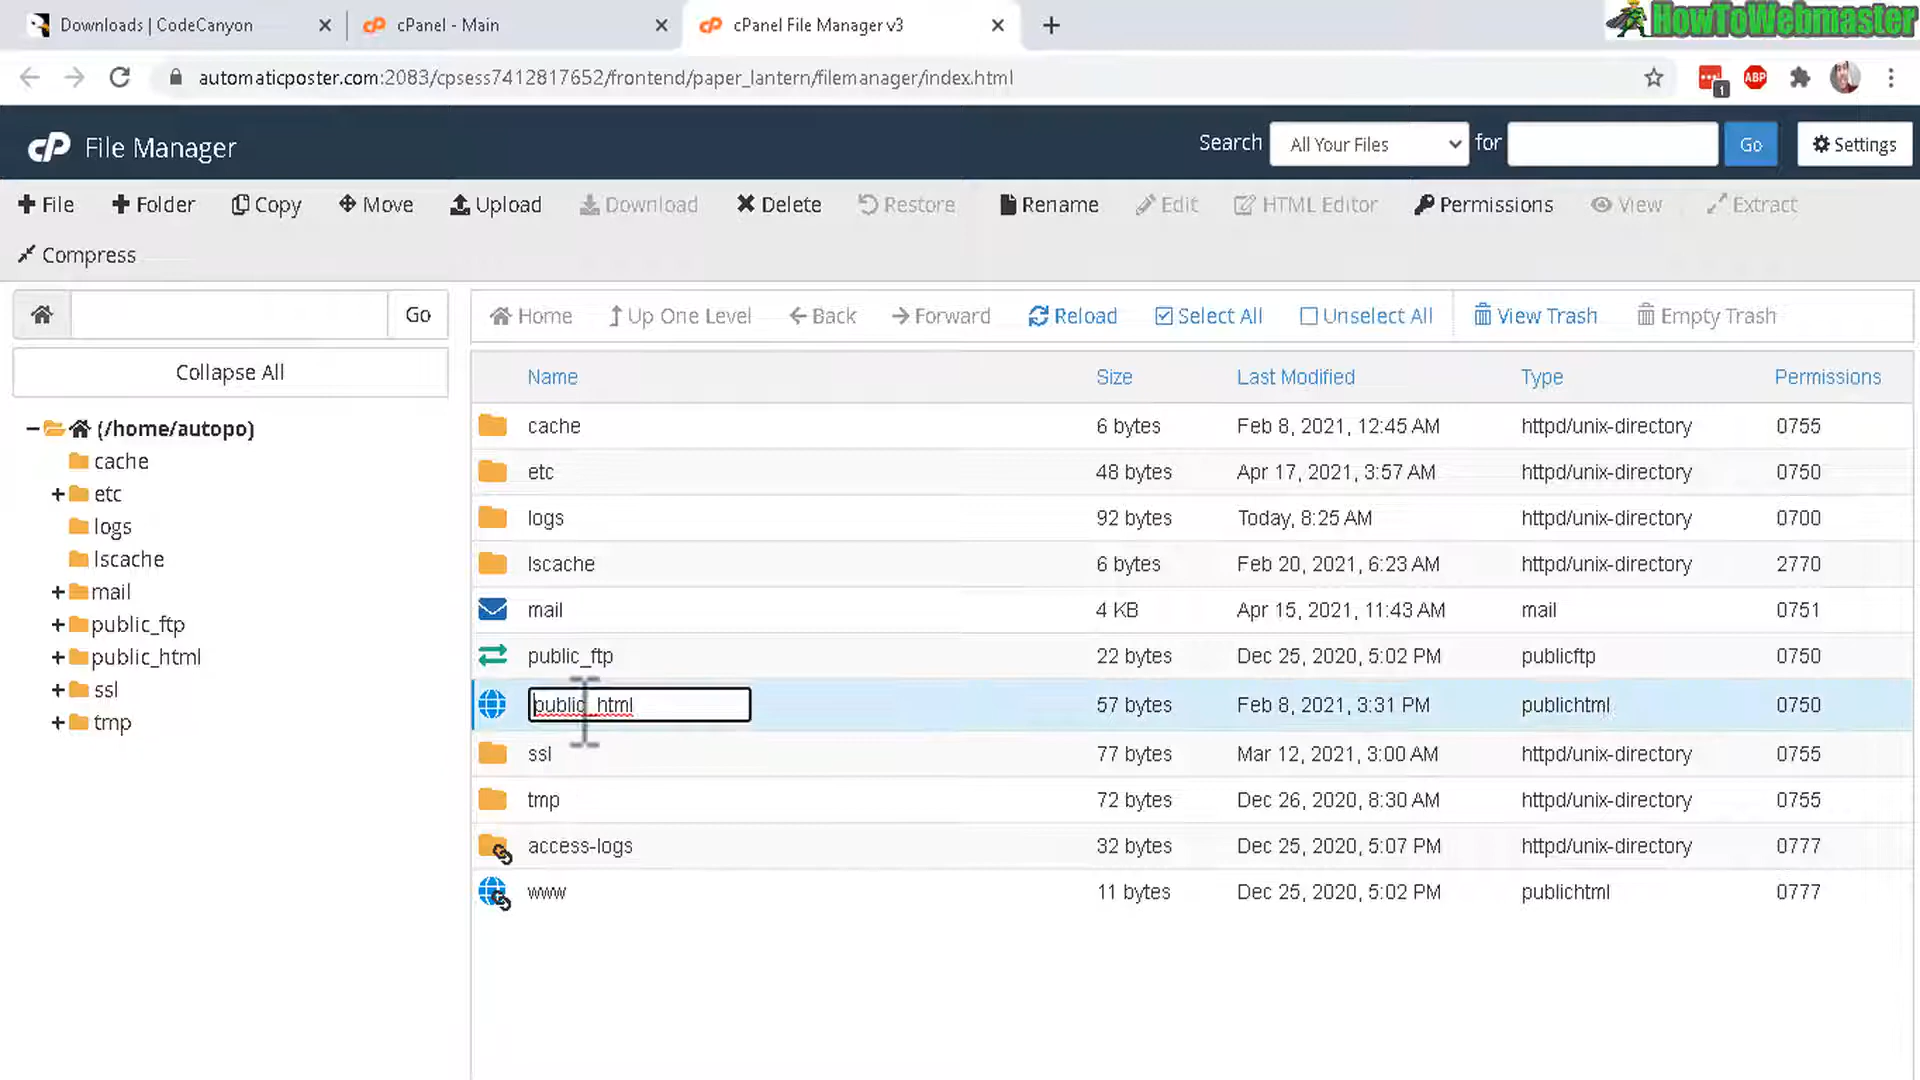 Downloads | CodeCanyon
cPanel - Main
cPanel File Manager v3
HowToWebmaster
automaticposter.com:2083/cpsess7412817652/frontend/paper_lantern/filemanager/index.html
1
ABP
cP File Manager
Search All Your Files for Go Settings
File Folder Copy Move Upload Download Delete Restore Rename Edit HTML Editor Permissions View Extract
Compress
Go
Collapse All
(/home/autopo)
cache
etc
logs
lscache
mail
public_ftp
public_html
ssl
tmp
Home Up One Level Back Forward Reload Select All Unselect All View Trash Empty Trash
Name Size Last Modified Type Permissions
cache 6 bytes Feb 8, 2021, 12:45 AM httpd/unix-directory 0755
etc 48 bytes Apr 17, 2021, 3:57 AM httpd/unix-directory 0750
logs 92 bytes Today, 8:25 AM httpd/unix-directory 0700
lscache 6 bytes Feb 20, 2021, 6:23 AM httpd/unix-directory 2770
mail 4 KB Apr 15, 2021, 11:43 AM mail 0751
public_ftp 22 bytes Dec 25, 2020, 5:02 PM publicftp 0750
public_html 57 bytes Feb 8, 2021, 3:31 PM publichtml 0750
ssl 77 bytes Mar 12, 2021, 3:00 AM httpd/unix-directory 0755
tmp 72 bytes Dec 26, 2020, 8:30 AM httpd/unix-directory 0755
access-logs 32 bytes Dec 25, 2020, 5:07 PM httpd/unix-directory 0777
www 11 bytes Dec 25, 2020, 5:02 PM publichtml 0777